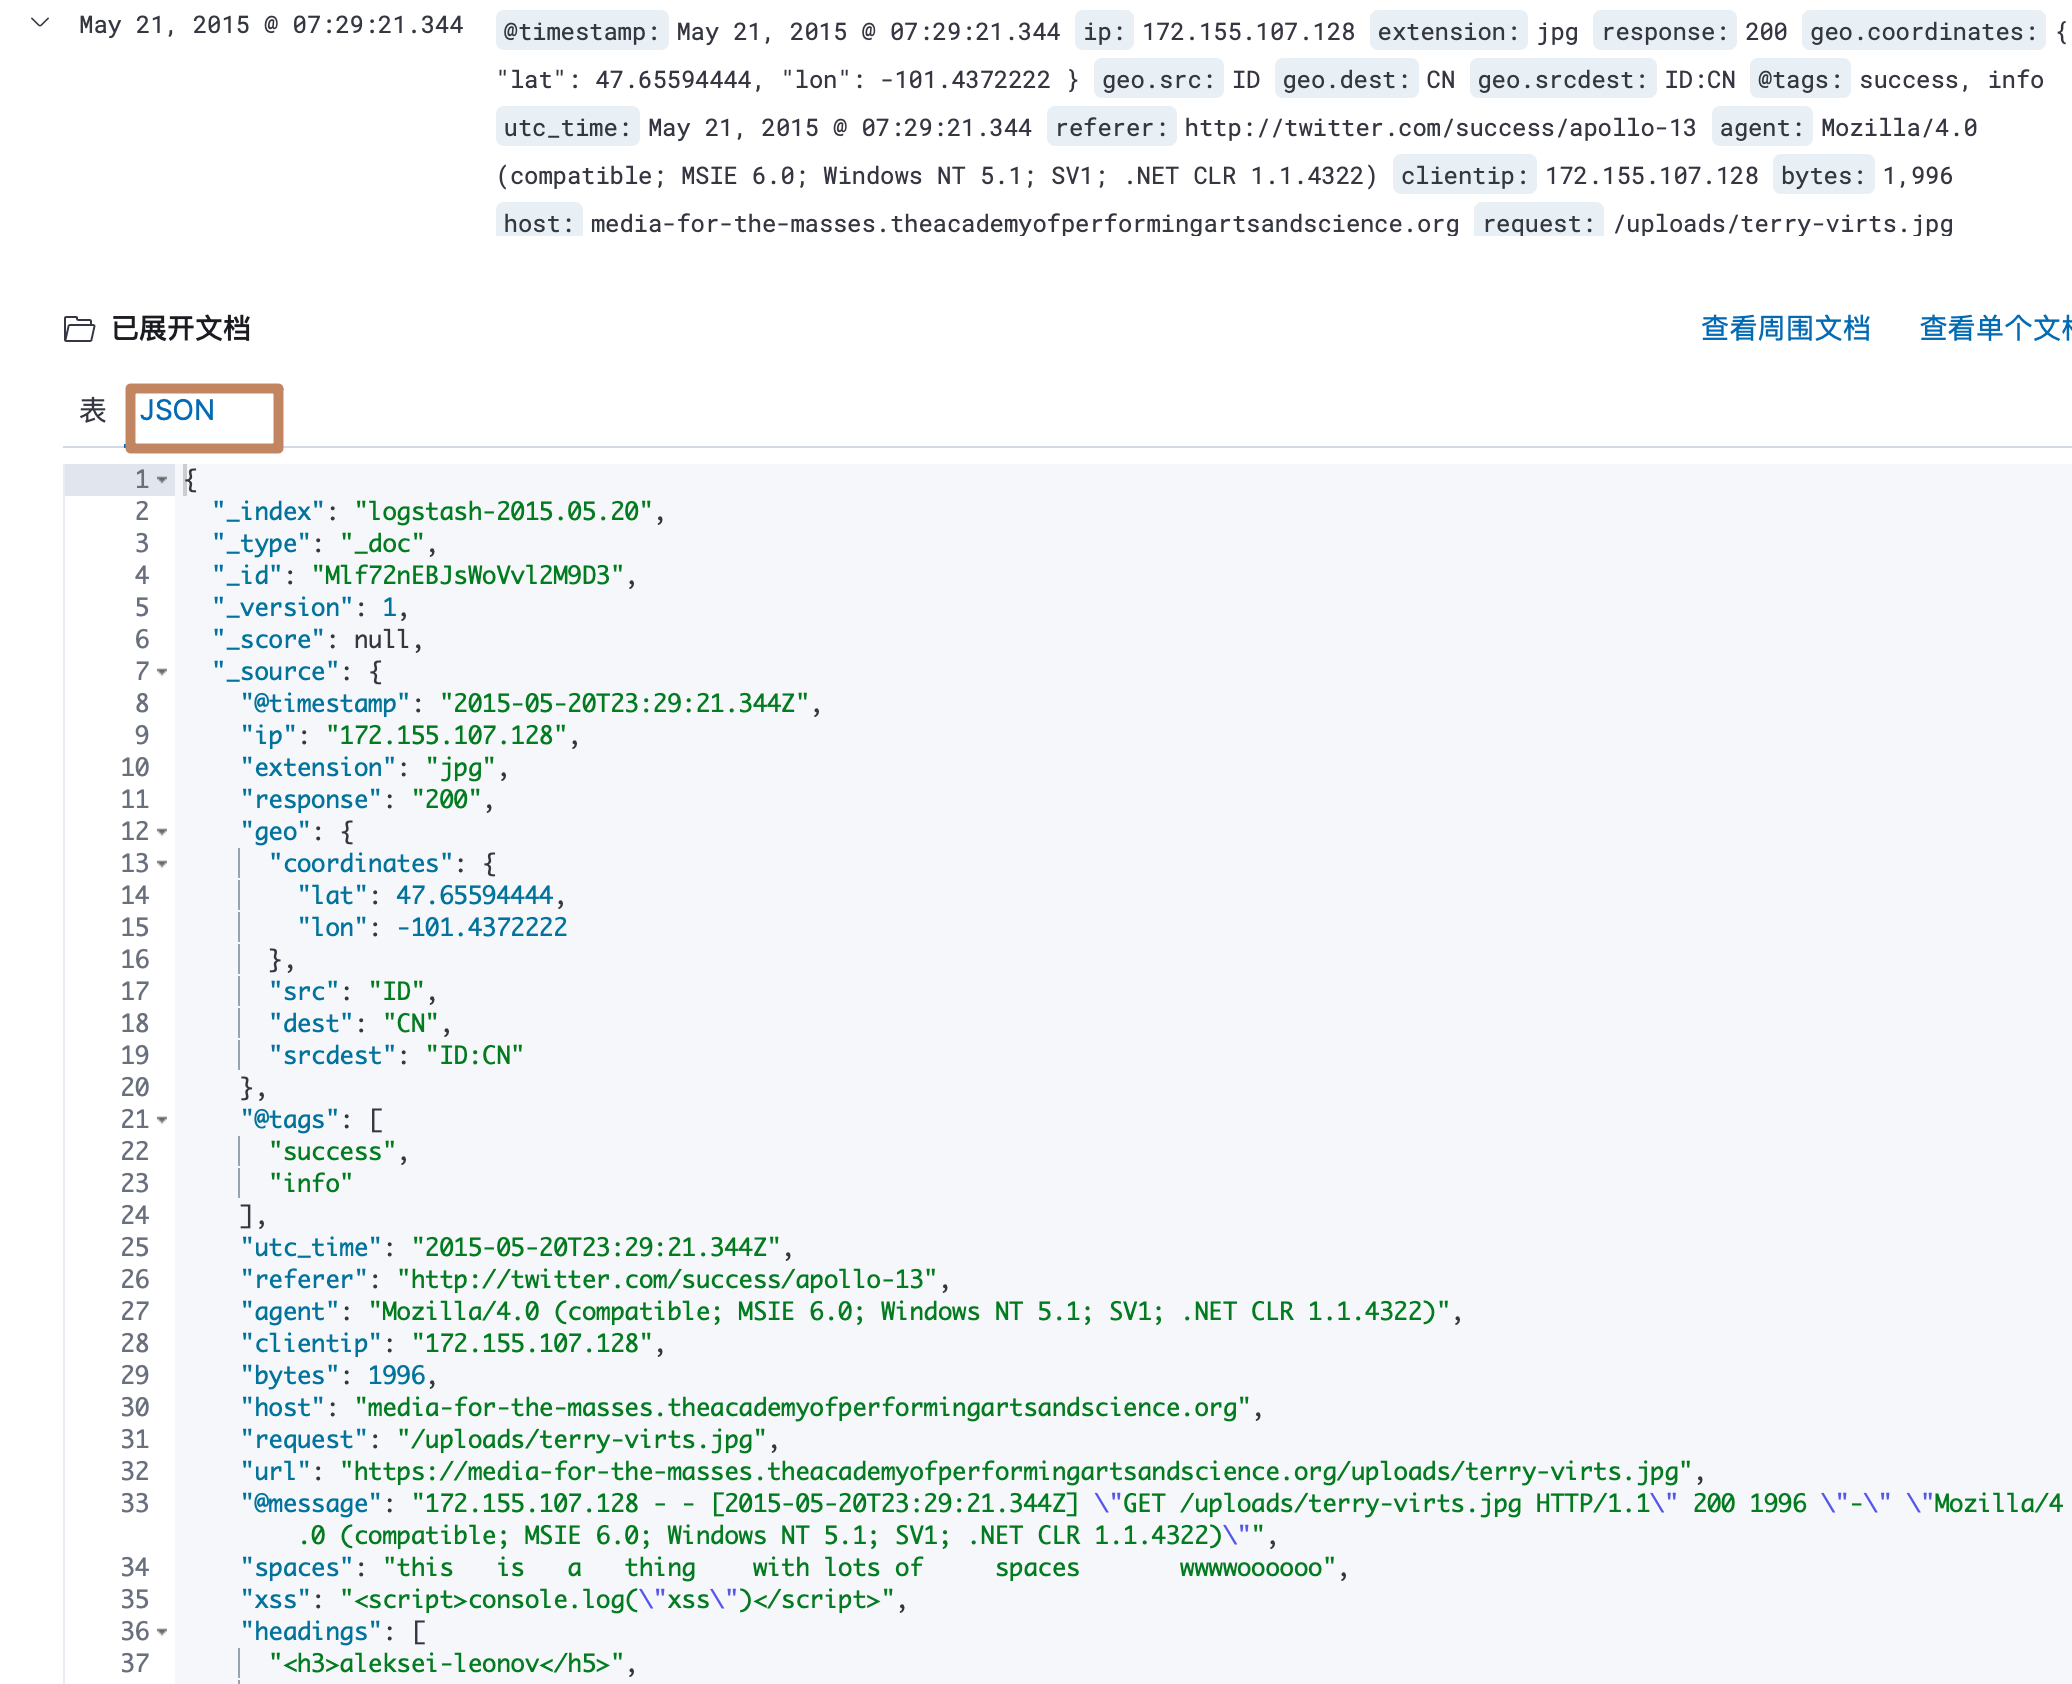 May 21, 2015 @ 07:29:21.344 @timestamp: May 21, 2015 @ 07:29:21.344 ip: 172.155.107.128 extension: jpg response: 200 geo.coordinates: {
"lat": 47.65594444, "lon": -101.4372222 } geo.src: ID geo.dest: CN geo.srcdest: ID:CN @tags: success, info
utc_time: May 21, 2015 @ 07:29:21.344 referer: http://twitter.com/success/apollo-13 agent: Mozilla/4.0
(compatible; MSIE 6.0; Windows NT 5.1; SV1; .NET CLR 1.1.4322) clientip: 172.155.107.128 bytes: 1,996
host: media-for-the-masses.theacademyofperformingartsandscience.org request: /uploads/terry-virts.jpg
已展开文档 查看周围文档 查看单个文
表 JSON
1 {
2 "_index": "logstash-2015.05.20",
3 "_type": "_doc",
4 "_id": "Mlf72nEBJsWoVvl2M9D3",
5 "_version": 1,
6 "_score": null,
7 "_source": {
8 "@timestamp": "2015-05-20T23:29:21.344Z",
9 "ip": "172.155.107.128",
10 "extension": "jpg",
11 "response": "200",
12 "geo": {
13 "coordinates": {
14 "lat": 47.65594444,
15 "lon": -101.4372222
16 },
17 "src": "ID",
18 "dest": "CN",
19 "srcdest": "ID:CN"
20 },
21 "@tags": [
22 "success",
23 "info"
24 ],
25 "utc_time": "2015-05-20T23:29:21.344Z",
26 "referer": "http://twitter.com/success/apollo-13",
27 "agent": "Mozilla/4.0 (compatible; MSIE 6.0; Windows NT 5.1; SV1; .NET CLR 1.1.4322)",
28 "clientip": "172.155.107.128",
29 "bytes": 1996,
30 "host": "media-for-the-masses.theacademyofperformingartsandscience.org",
31 "request": "/uploads/terry-virts.jpg",
32 "url": "https://media-for-the-masses.theacademyofperformingartsandscience.org/uploads/terry-virts.jpg",
33 "@message": "172.155.107.128 - - [2015-05-20T23:29:21.344Z] \"GET /uploads/terry-virts.jpg HTTP/1.1\" 200 1996 \"-\" \"Mozilla/4
.0 (compatible; MSIE 6.0; Windows NT 5.1; SV1; .NET CLR 1.1.4322)\"",
34 "spaces": "this   is   a   thing    with lots of     spaces       wwwwoooooo",
35 "xss": "<script>console.log(\"xss\")</script>",
36 "headings": [
37 "<h3>aleksei-leonov</h5>",